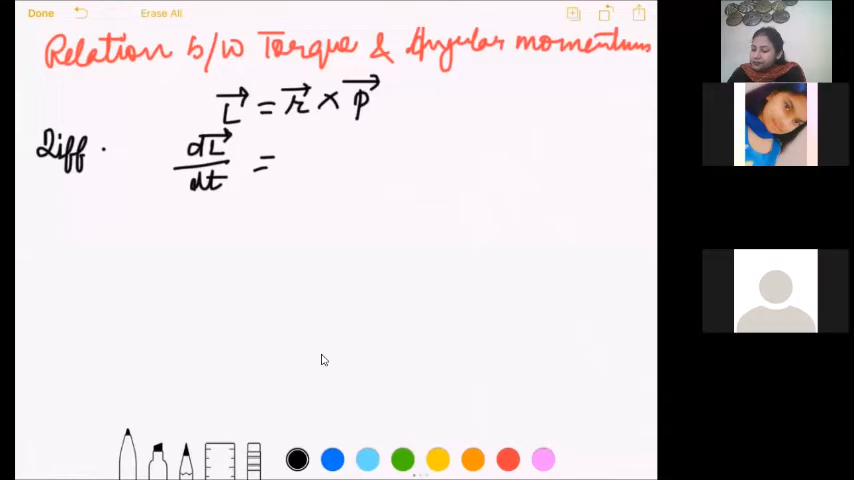 Done Erase All
Relation b/w Torque & Angular momentum
L⃗ = r⃗ × p⃗
Diff. dL⃗/dt =